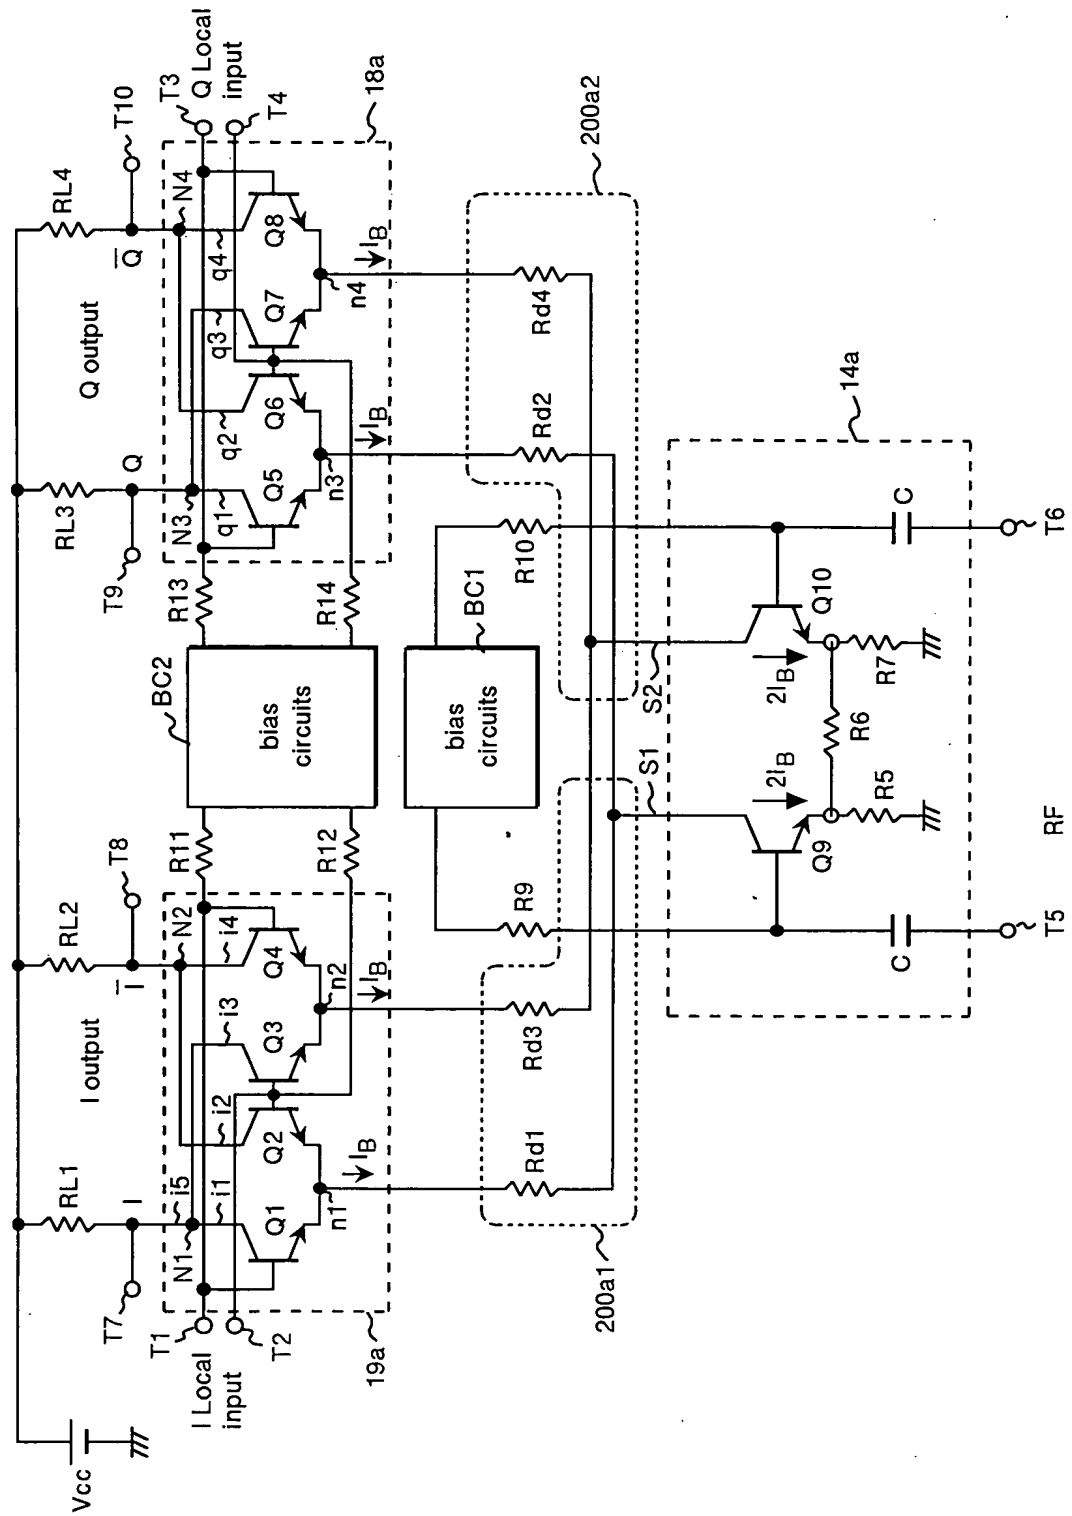 Vcc
RL1
RL2
RL3
RL4
T7
I
I output
I
T8
T9
Q
Q output
Q
T10
I Local
input
T1
T2
N1
i5
i1
i2
i3
i4
N2
Q1
Q2
Q3
Q4
n1
n2
IB
IB
19a
R11
R12
BC2
bias
circuits
R13
R14
N3
q1
q2
q3
q4
N4
Q5
Q6
Q7
Q8
n3
n4
IB
IB
T3
Q Local
input
T4
18a
200a1
Rd1
Rd3
R9
bias
circuits
BC1
R10
Rd2
Rd4
200a2
S1
S2
Q9
2IB
2IB
Q10
R5
R6
R7
14a
C
C
T5
RF
T6